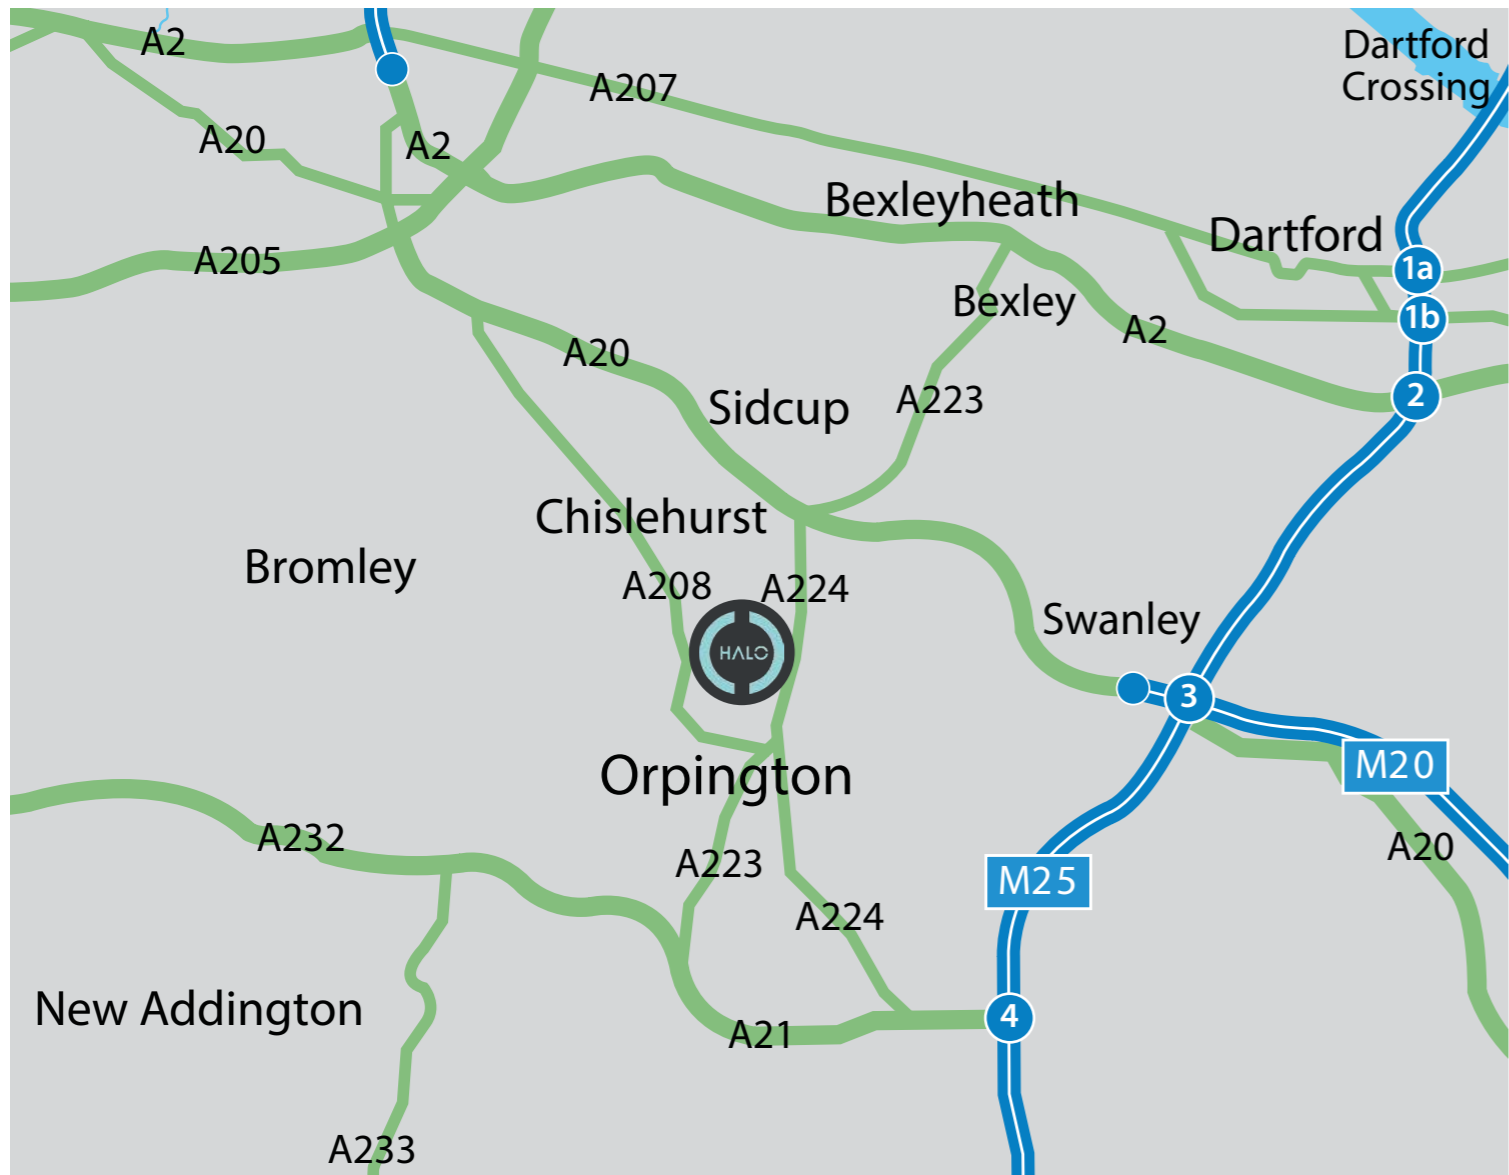 A2
Dartford
Crossing
A207
A20
A2
Bexleyheath
Dartford
A205
1a
Bexley
1b
A2
A20
Sidcup
A223
2
Chislehurst
Bromley
A208
A224
Swanley
HALO
3
Orpington
M20
A232
A20
A223
M25
A224
New Addington
4
A21
A233